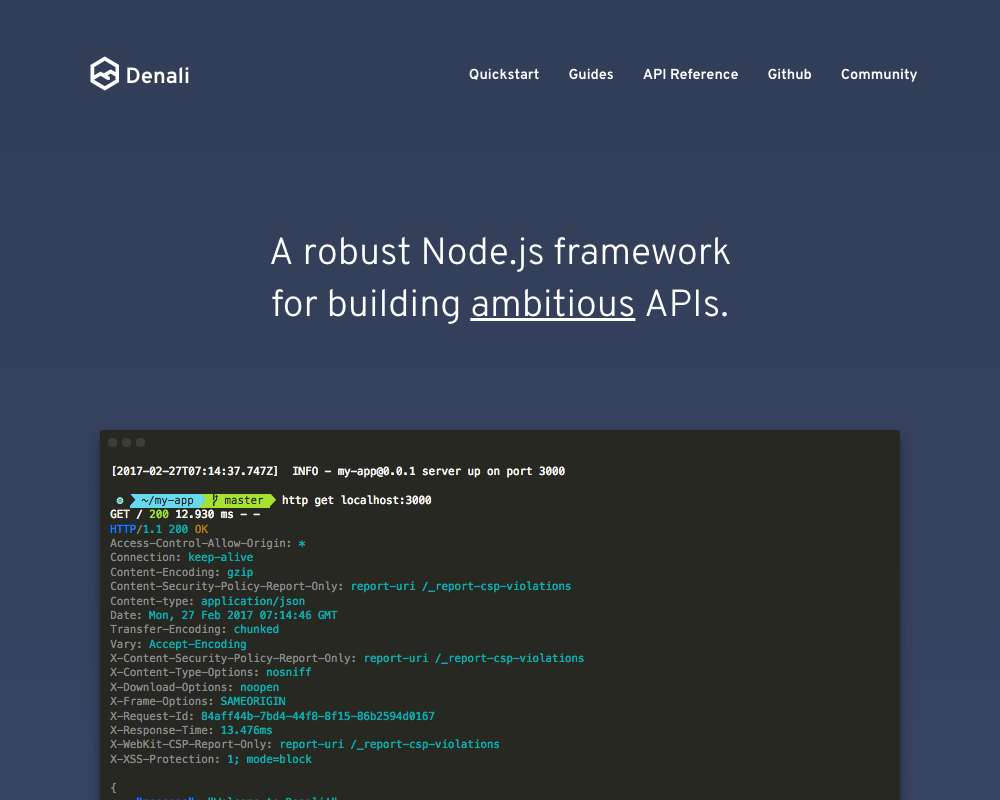 Denali
Quickstart Guides API Reference Github Community
A robust Node.js framework
for building ambitious APIs.
[2017-02-27T07:14:37.747Z]  INFO - my-app@0.0.1 server up on port 3000
~/my-app master http get localhost:3000
GET / 200 12.930 ms - -
HTTP/1.1 200 OK
Access-Control-Allow-Origin: *
Connection: keep-alive
Content-Encoding: gzip
Content-Security-Policy-Report-Only: report-uri /_report-csp-violations
Content-type: application/json
Date: Mon, 27 Feb 2017 07:14:46 GMT
Transfer-Encoding: chunked
Vary: Accept-Encoding
X-Content-Security-Policy-Report-Only: report-uri /_report-csp-violations
X-Content-Type-Options: nosniff
X-Download-Options: noopen
X-Frame-Options: SAMEORIGIN
X-Request-Id: 84aff44b-7bd4-44f8-8f15-86b2594d0167
X-Response-Time: 13.476ms
X-WebKit-CSP-Report-Only: report-uri /_report-csp-violations
X-XSS-Protection: 1; mode=block
{